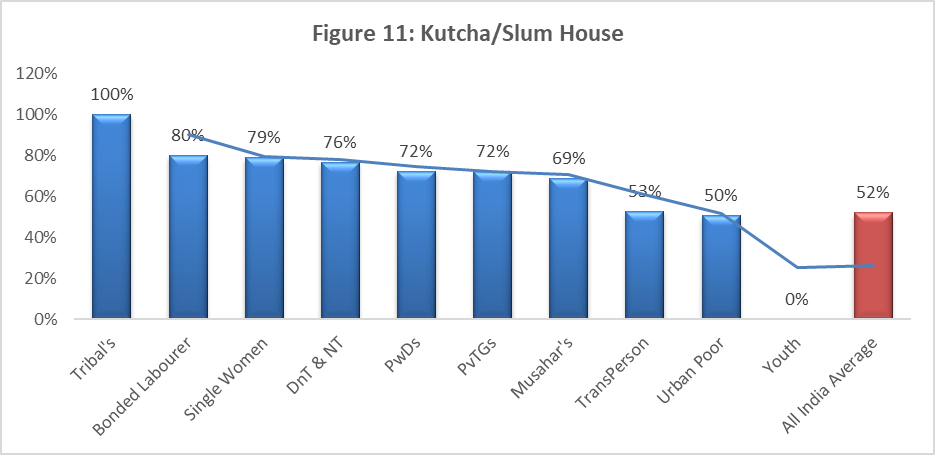 Figure 11: Kutcha/Slum House
120%
100%
80%
60%
40%
20%
0%
100%
80%
79%
76%
72%
72%
69%
53%
50%
0%
52%
Tribal's
Bonded Labourer
Single Women
DnT & NT
PwDs
PvTGs
Musahar's
TransPerson
Urban Poor
Youth
All India Average